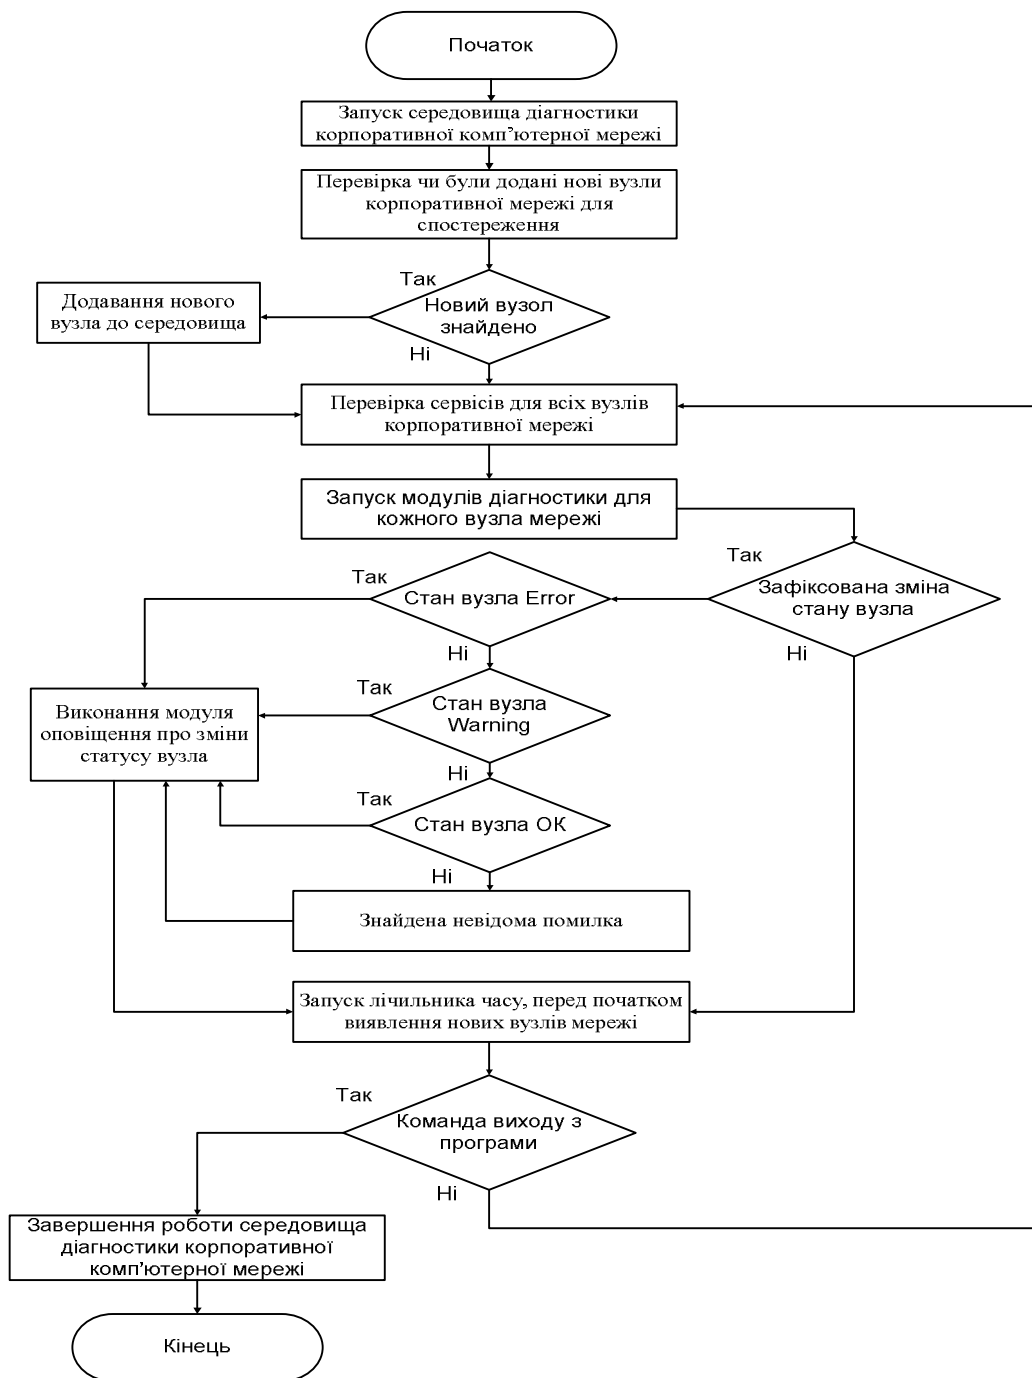 Початок
Запуск середовища діагностики
корпоративної комп’ютерної мережі
Перевірка чи були додані нові вузли
корпоративної мережі для
спостереження
Так
Новий вузол
знайдено
Ні
Додавання нового
вузла до середовища
Перевірка сервісів для всіх вузлів
корпоративної мережі
Запуск модулів діагностики для
кожного вузла мережі
Так
Зафіксована зміна
стану вузла
Ні
Так
Стан вузла Error
Ні
Так
Стан вузла
Warning
Ні
Виконання модуля
оповіщення про зміни
статусу вузла
Так
Стан вузла ОК
Ні
Знайдена невідома помилка
Запуск лічильника часу, перед початком
виявлення нових вузлів мережі
Так
Команда виходу з
програми
Ні
Завершення роботи середовища
діагностики корпоративної
комп’ютерної мережі
Кінець